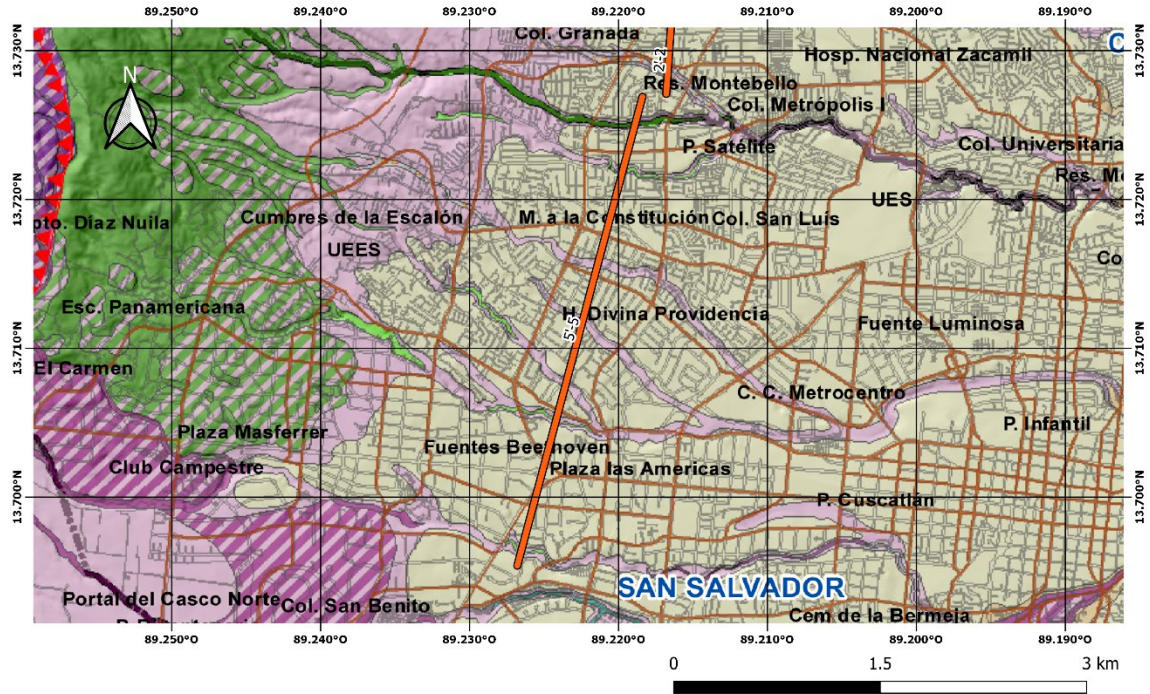 89.250°O 89.240°O 89.230°O 89.220°O 89.210°O 89.200°O 89.190°O
13.730°N
13.720°N
13.710°N
13.700°N
13.730°N
13.720°N
13.710°N
13.700°N
N
Col. Granada
C
2'-2
Hosp. Nacional Zacamil
Res. Montebello
Col. Metrópolis I
P. Satélite
Col. Universitaria
UES
Cumbres de la Escalón
M. a la Constitución
Col. San Luis
Díaz Nuila
UEES
Co
Esc. Panamericana
H. Divina Providencia
5'-5
Fuente Luminosa
El Carmen
C. C. Metrocentro
P. Infantil
Plaza Masferrer
Fuentes Beethoven
Club Campestre
Plaza las Americas
P. Cuscatlán
SAN SALVADOR
Portal del Casco Norte
Col. San Benito
Cem de la Bermeja
89.250°O 89.240°O 89.230°O 89.220°O 89.210°O 89.200°O 89.190°O
0 1.5 3 km